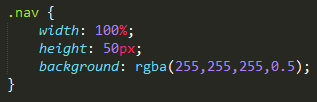 .nav {
    width: 100%;
    height: 50px;
    background: rgba(255,255,255,0.5);
}